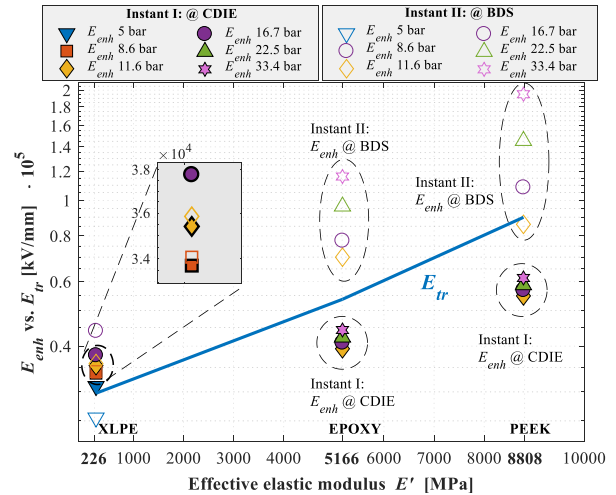 Instant I: @ CDIE
E_enh 5 bar
E_enh 8.6 bar
E_enh 11.6 bar
E_enh 16.7 bar
E_enh 22.5 bar
E_enh 33.4 bar
Instant II: @ BDS
E_enh 5 bar
E_enh 8.6 bar
E_enh 11.6 bar
E_enh 16.7 bar
E_enh 22.5 bar
E_enh 33.4 bar
E_enh vs. E_tr [kV/mm] · 10^5
2
1.8
1.6
1.4
1.2
1
0.8
0.6
0.4
3.8 ×10^4
3.6
3.4
Instant II:
E_enh @ BDS
Instant II:
E_enh @ BDS
E_tr
Instant I:
E_enh @ CDIE
Instant I:
E_enh @ CDIE
XLPE
EPOXY
PEEK
226 1000 2000 3000 4000 5166 6000 7000 8000 8808 10000
Effective elastic modulus E′ [MPa]